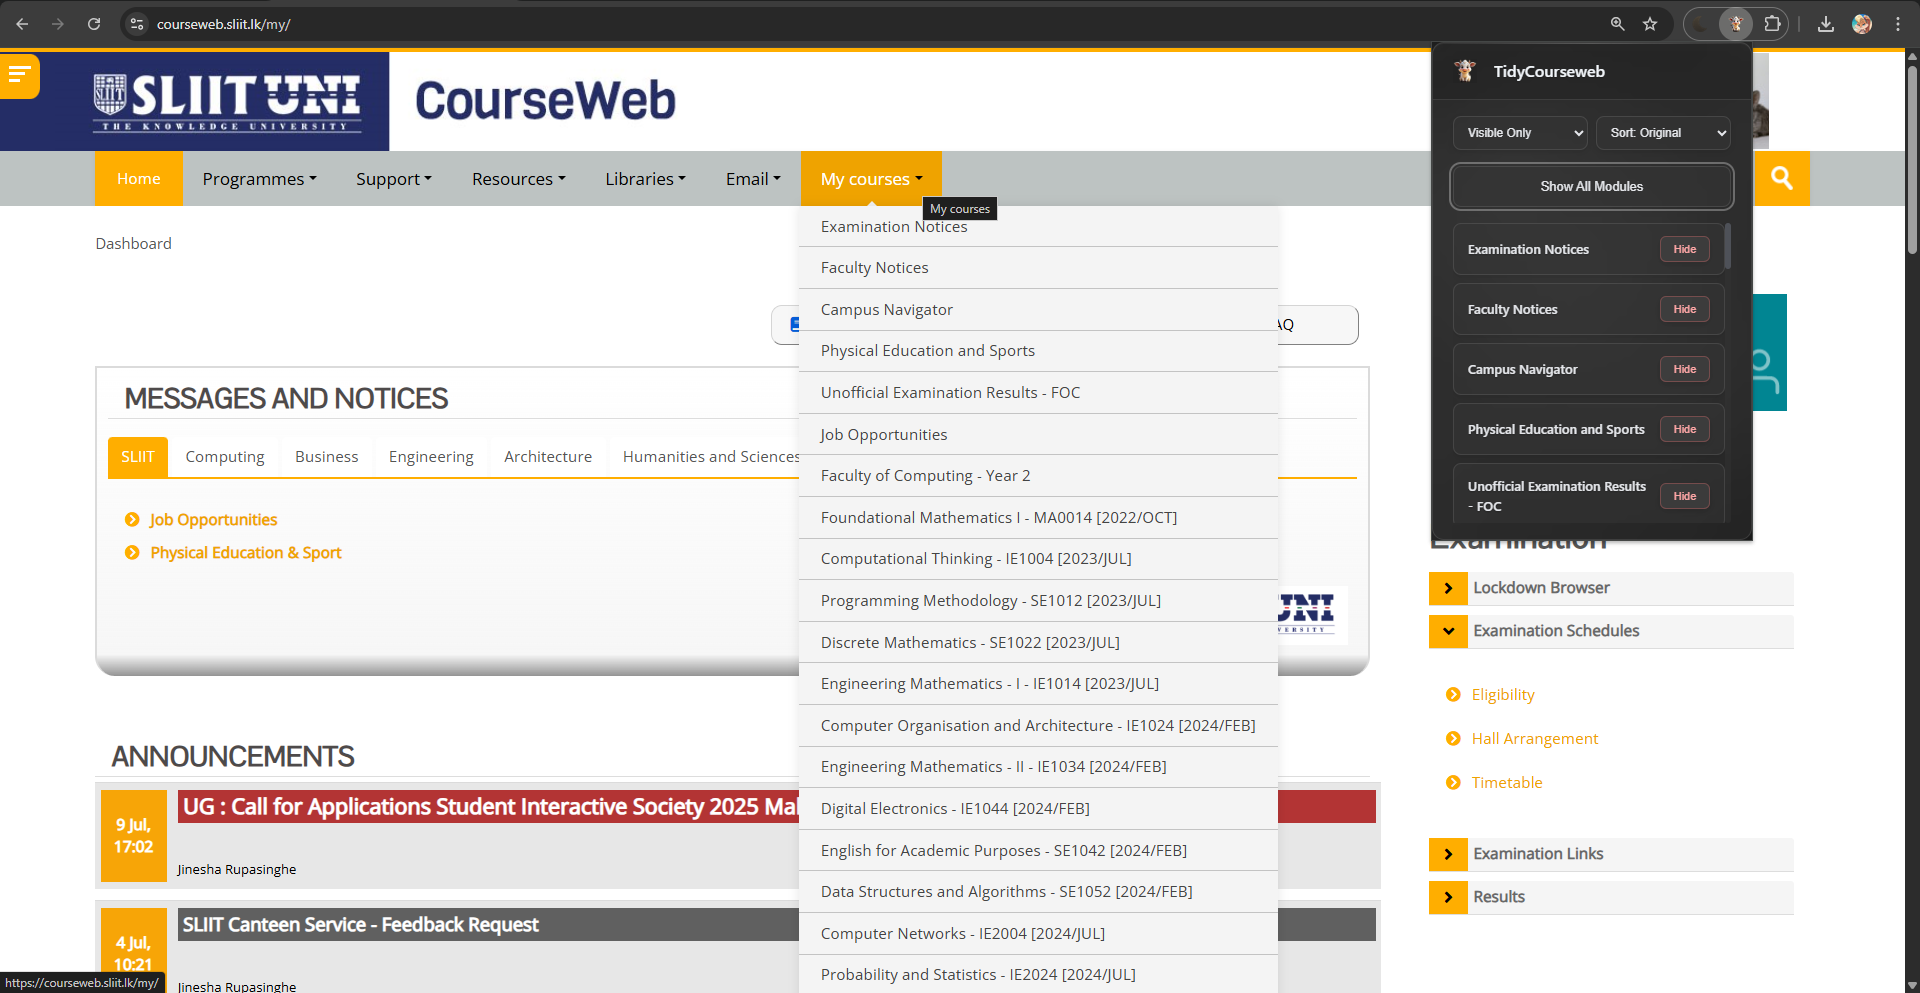 courseweb.sliit.lk/my/
SLIIT UNI
THE KNOWLEDGE UNIVERSITY
CourseWeb
Home
Programmes
Support
Resources
Libraries
Email
My courses
My courses
Dashboard
Examination Notices
Faculty Notices
Campus Navigator
Physical Education and Sports
Unofficial Examination Results - FOC
Job Opportunities
Faculty of Computing - Year 2
Foundational Mathematics I - MA0014 [2022/OCT]
Computational Thinking - IE1004 [2023/JUL]
Programming Methodology - SE1012 [2023/JUL]
Discrete Mathematics - SE1022 [2023/JUL]
Engineering Mathematics - I - IE1014 [2023/JUL]
Computer Organisation and Architecture - IE1024 [2024/FEB]
Engineering Mathematics - II - IE1034 [2024/FEB]
Digital Electronics - IE1044 [2024/FEB]
English for Academic Purposes - SE1042 [2024/FEB]
Data Structures and Algorithms - SE1052 [2024/FEB]
Computer Networks - IE2004 [2024/JUL]
Probability and Statistics - IE2024 [2024/JUL]
AQ
MESSAGES AND NOTICES
SLIIT
Computing
Business
Engineering
Architecture
Humanities and Sciences
Job Opportunities
Physical Education & Sport
UNI
ERSITY
ANNOUNCEMENTS
9 Jul,
17:02
UG : Call for Applications Student Interactive Society 2025 Mal
Jinesha Rupasinghe
4 Jul,
10:21
SLIIT Canteen Service - Feedback Request
Jinesha Rupasinghe
https://courseweb.sliit.lk/my/
TidyCourseweb
Visible Only
Sort: Original
Show All Modules
Examination Notices
Hide
Faculty Notices
Hide
Campus Navigator
Hide
Physical Education and Sports
Hide
Unofficial Examination Results
- FOC
Hide
Examination
Lockdown Browser
Examination Schedules
Eligibility
Hall Arrangement
Timetable
Examination Links
Results